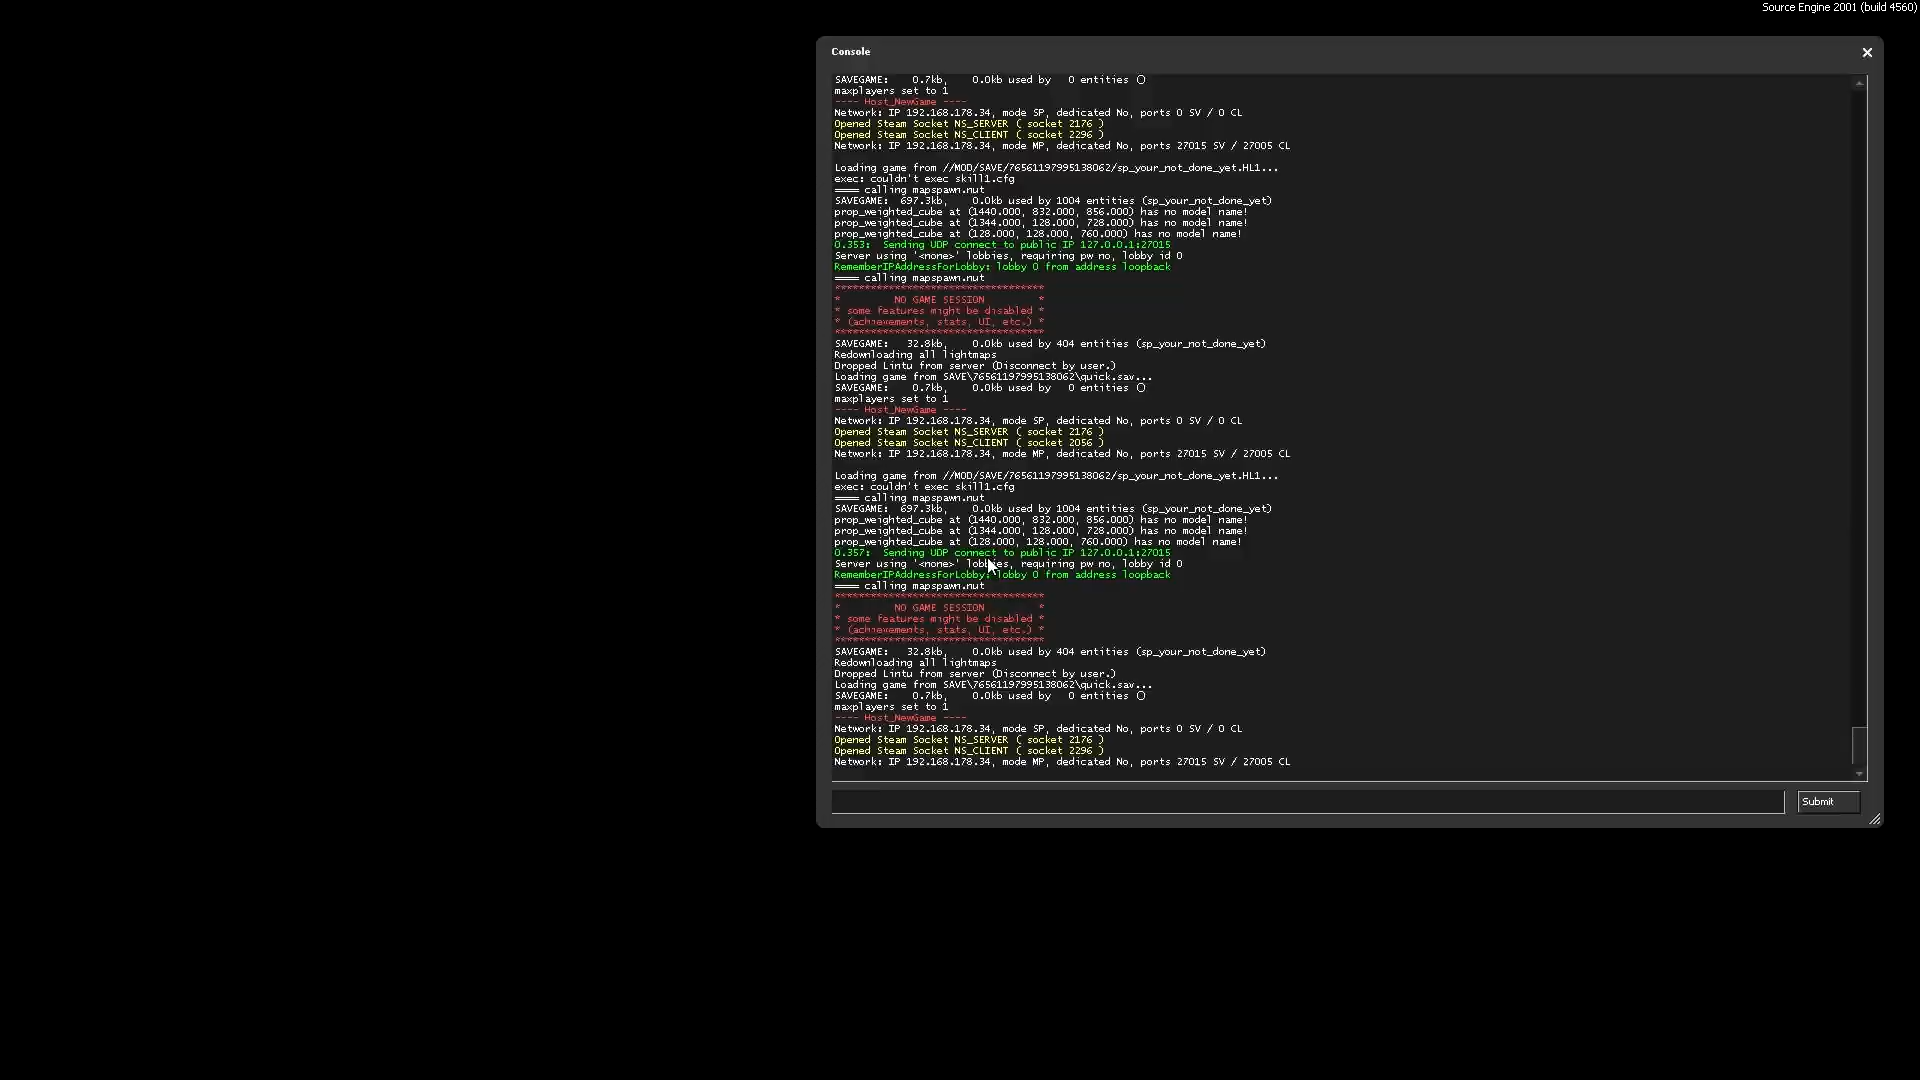 Source Engine 2001 (build 4560)
Console
SAVEGAME:    0.7kb,    0.0kb used by   0 entities ()
maxplayers set to 1
---- Host_NewGame ----
Network: IP 192.168.178.34, mode SP, dedicated No, ports 0 SV / 0 CL
Opened Steam Socket NS_SERVER ( socket 2176 )
Opened Steam Socket NS_CLIENT ( socket 2296 )
Network: IP 192.168.178.34, mode MP, dedicated No, ports 27015 SV / 27005 CL
Loading game from //MOD/SAVE/76561197995138062/sp_your_not_done_yet.HL1...
exec: couldn't exec skill1.cfg
==== calling mapspawn.nut
SAVEGAME:  697.3kb,    0.0kb used by 1004 entities (sp_your_not_done_yet)
prop_weighted_cube at (1440.000, 832.000, 856.000) has no model name!
prop_weighted_cube at (1344.000, 128.000, 728.000) has no model name!
prop_weighted_cube at (128.000, 128.000, 760.000) has no model name!
0.353:  Sending UDP connect to public IP 127.0.0.1:27015
Server using '<none>' lobbies, requiring pw no, lobby id 0
RememberIPAddressForLobby: lobby 0 from address loopback
==== calling mapspawn.nut
***********************************
*         NO GAME SESSION         *
* some features might be disabled *
* (achievements, stats, UI, etc.) *
***********************************
SAVEGAME:   32.8kb,    0.0kb used by 404 entities (sp_your_not_done_yet)
Redownloading all lightmaps
Dropped Lintu from server (Disconnect by user.)
Loading game from SAVE\76561197995138062\quick.sav...
SAVEGAME:    0.7kb,    0.0kb used by   0 entities ()
maxplayers set to 1
---- Host_NewGame ----
Network: IP 192.168.178.34, mode SP, dedicated No, ports 0 SV / 0 CL
Opened Steam Socket NS_SERVER ( socket 2176 )
Opened Steam Socket NS_CLIENT ( socket 2056 )
Network: IP 192.168.178.34, mode MP, dedicated No, ports 27015 SV / 27005 CL
Loading game from //MOD/SAVE/76561197995138062/sp_your_not_done_yet.HL1...
exec: couldn't exec skill1.cfg
==== calling mapspawn.nut
SAVEGAME:  697.3kb,    0.0kb used by 1004 entities (sp_your_not_done_yet)
prop_weighted_cube at (1440.000, 832.000, 856.000) has no model name!
prop_weighted_cube at (1344.000, 128.000, 728.000) has no model name!
prop_weighted_cube at (128.000, 128.000, 760.000) has no model name!
0.357:  Sending UDP connect to public IP 127.0.0.1:27015
Server using '<none>' lobbies, requiring pw no, lobby id 0
RememberIPAddressForLobby: lobby 0 from address loopback
==== calling mapspawn.nut
***********************************
*         NO GAME SESSION         *
* some features might be disabled *
* (achievements, stats, UI, etc.) *
***********************************
SAVEGAME:   32.8kb,    0.0kb used by 404 entities (sp_your_not_done_yet)
Redownloading all lightmaps
Dropped Lintu from server (Disconnect by user.)
Loading game from SAVE\76561197995138062\quick.sav...
SAVEGAME:    0.7kb,    0.0kb used by   0 entities ()
maxplayers set to 1
---- Host_NewGame ----
Network: IP 192.168.178.34, mode SP, dedicated No, ports 0 SV / 0 CL
Opened Steam Socket NS_SERVER ( socket 2176 )
Opened Steam Socket NS_CLIENT ( socket 2296 )
Network: IP 192.168.178.34, mode MP, dedicated No, ports 27015 SV / 27005 CL
Submit